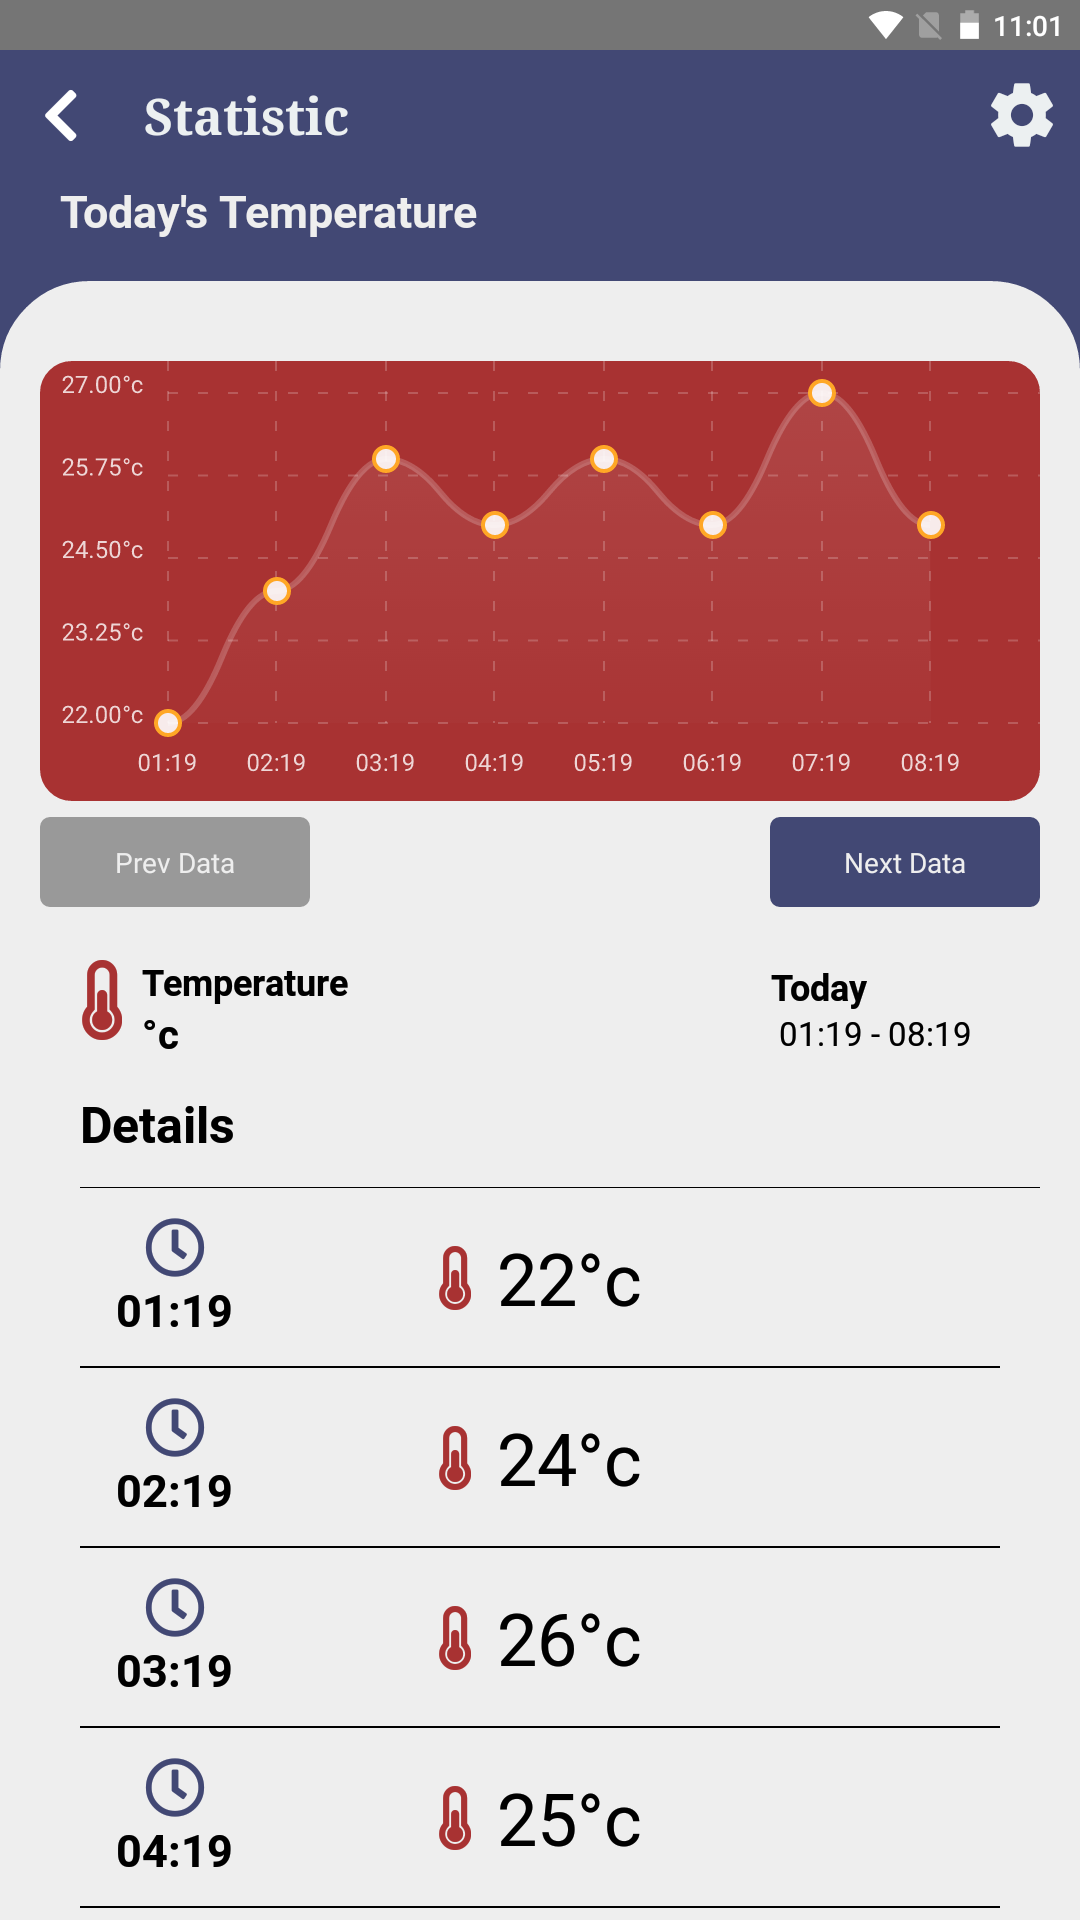 11:01
Statistic
Today's Temperature
27.00°c
25.75°c
24.50°c
23.25°c
22.00°c
01:19 02:19 03:19 04:19 05:19 06:19 07:19 08:19
Prev Data Next Data
Temperature Today
°c 01:19 - 08:19
Details
22°c
01:19
24°c
02:19
26°c
03:19
25°c
04:19